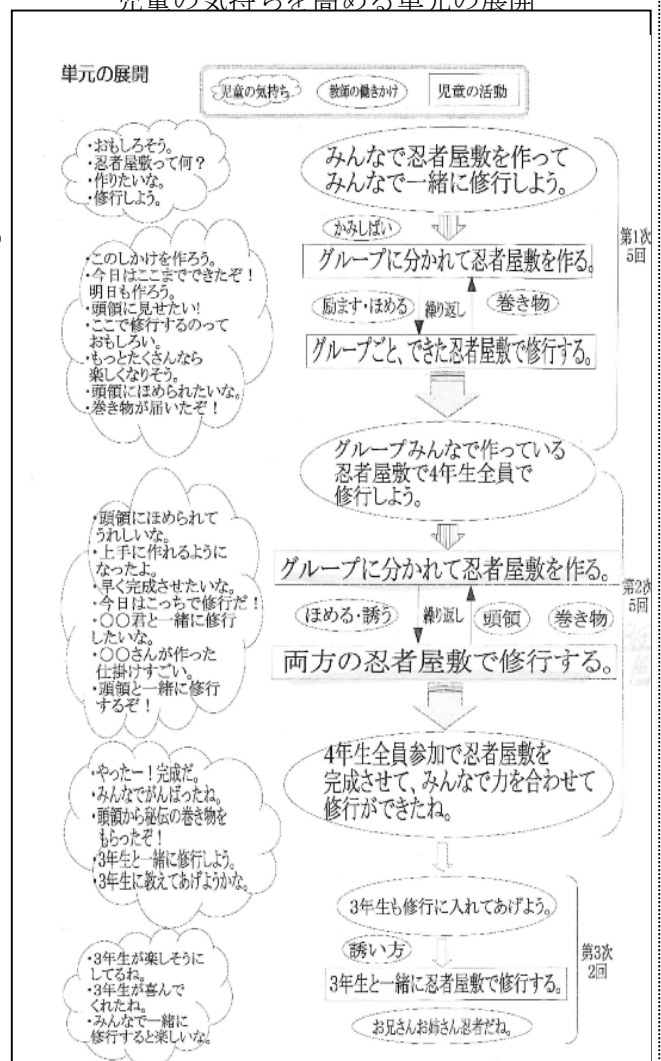 児童の気持ちを高める単元の展開
単元の展開
児童の気持ち
教師の働きかけ
児童の活動
・おもしろそう。
・忍者屋敷って何？
・作りたいな。
・修行しよう。
みんなで忍者屋敷を作って
みんなで一緒に修行しよう。
第1次
5回
かみしばい
グループに分かれて忍者屋敷を作る。
・このしかけを作ろう。
・今日はここまでできたぞ！
明日も作ろう。
・頭領に見せたい!
・ここで修行するのって
おもしろい。
・もっとたくさんなら
楽しくなりそう。
・頭領にほめられたいな。
・巻き物が届いたぞ！
励ます・ほめる
繰り返し
巻き物
グループごと、できた忍者屋敷で修行する。
グループみんなで作っている
忍者屋敷で4年生全員で
修行しよう。
・頭領にほめられて
うれしいな。
・上手に作れるように
なったよ。
・早く完成させたいな。
・今日はこっちで修行だ！
・〇〇君と一緒に修行
したいな。
・〇〇さんが作った
仕掛けすごい。
・頭領と一緒に修行
するぞ！
グループに分かれて忍者屋敷を作る。
第2次
5回
ほめる・誘う
繰り返し
頭領
巻き物
両方の忍者屋敷で修行する。
4年生全員参加で忍者屋敷を
完成させて、みんなで力を合わせて
修行ができたね。
・やったー！完成だ。
・みんなでがんばったね。
・頭領から秘伝の巻き物を
もらったぞ！
・3年生と一緒に修行しよう。
・3年生に教えてあげようかな。
3年生も修行に入れてあげよう。
誘い方
第3次
2回
3年生と一緒に忍者屋敷で修行する。
お兄さんお姉さん忍者だね。
・3年生が楽しそうに
してるね。
・3年生が喜んで
くれたね。
・みんなで一緒に
修行すると楽しいな。